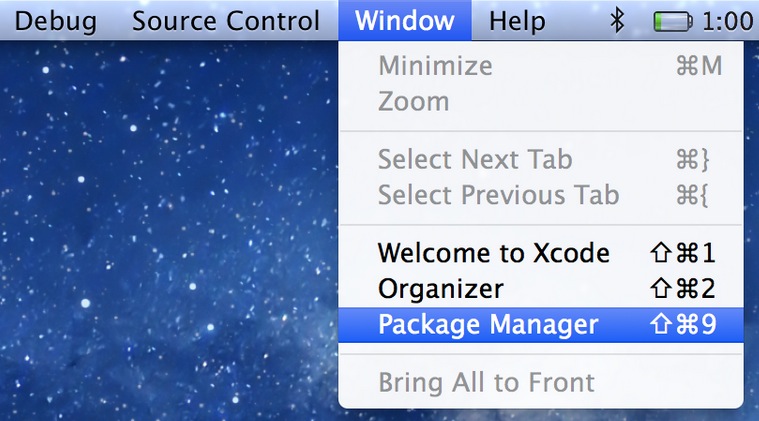 Debug Source Control Window Help 1:00
Minimize ⌘M
Zoom
Select Next Tab ⌘}
Select Previous Tab ⌘{
Welcome to Xcode ⇧⌘1
Organizer ⇧⌘2
Package Manager ⇧⌘9
Bring All to Front